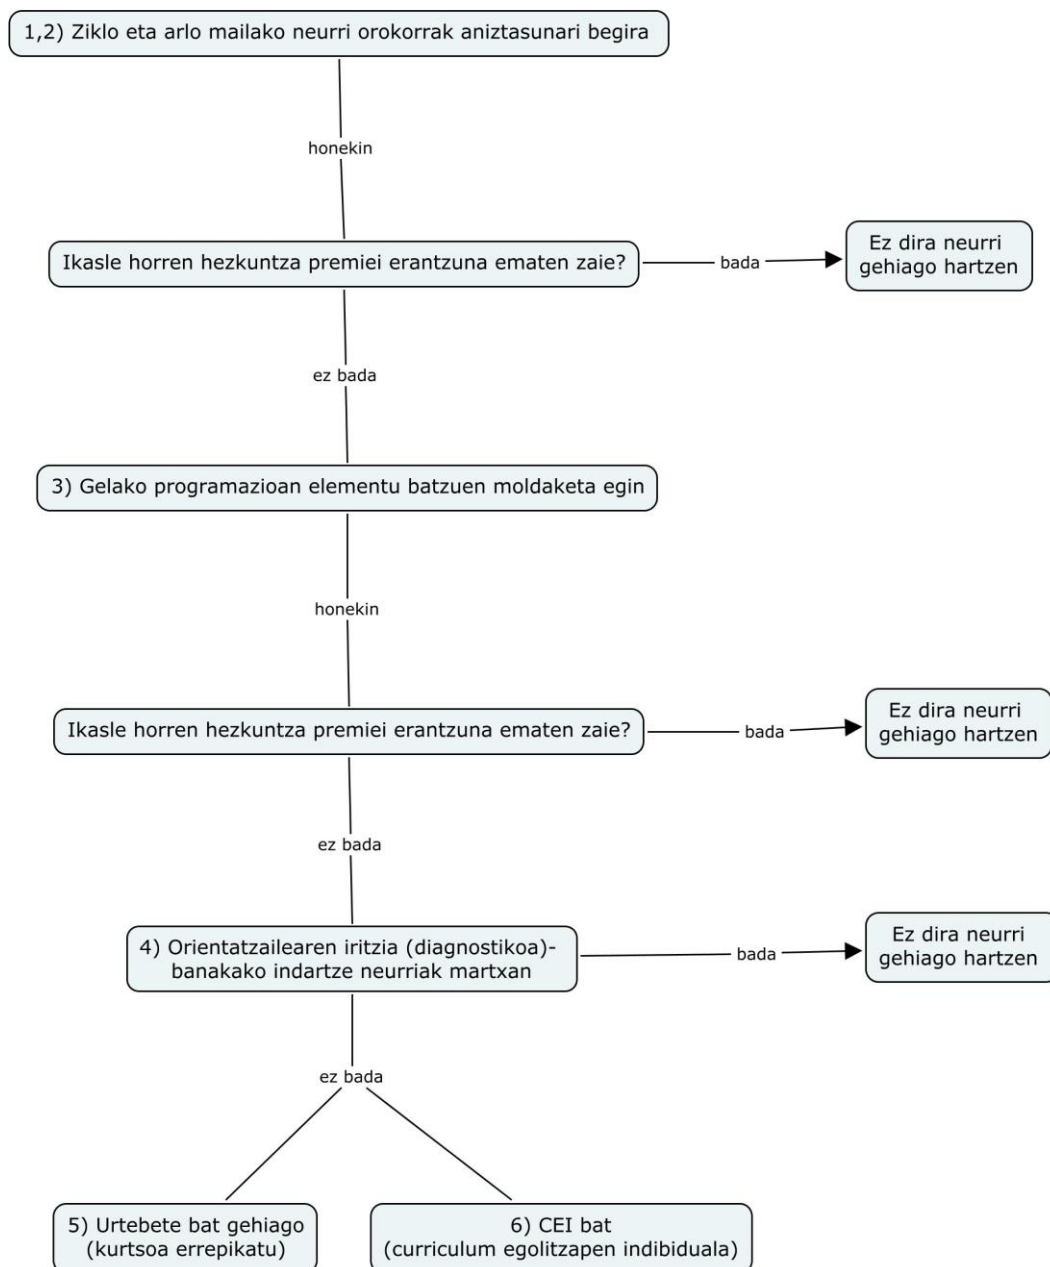 1,2) Ziklo eta arlo mailako neurri orokorrak aniztasunari begira
honekin
Ikasle horren hezkuntza premiei erantzuna ematen zaie?
bada
Ez dira neurri
gehiago hartzen
ez bada
3) Gelako programazioan elementu batzuen moldaketa egin
honekin
Ikasle horren hezkuntza premiei erantzuna ematen zaie?
bada
Ez dira neurri
gehiago hartzen
ez bada
4) Orientatzailearen iritzia (diagnostikoa)-
banakako indartze neurriak martxan
bada
Ez dira neurri
gehiago hartzen
ez bada
5) Urtebete bat gehiago
(kurtsoa errepikatu)
6) CEI bat
(curriculum egolitzapen indibiduala)